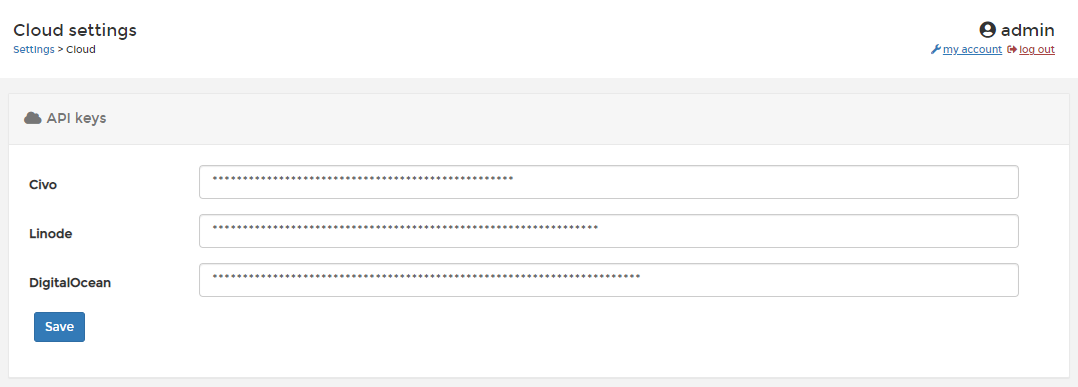 Cloud settings
admin
Settings > Cloud
my account log out
API keys
Civo
**************************************************
Linode
****************************************************************
DigitalOcean
***********************************************************************
Save